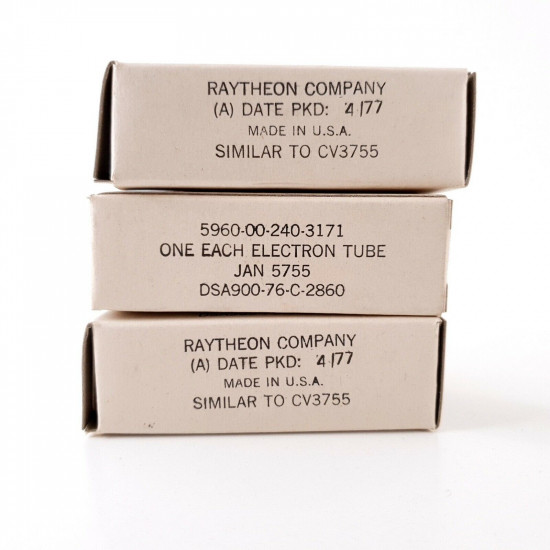 RAYTHEON COMPANY
(A) DATE PKD: 4/77
MADE IN U.S.A.
SIMILAR TO CV3755
5960-00-240-3171
ONE EACH ELECTRON TUBE
JAN 5755
DSA900-76-C-2860
RAYTHEON COMPANY
(A) DATE PKD: 4/77
MADE IN U.S.A.
SIMILAR TO CV3755